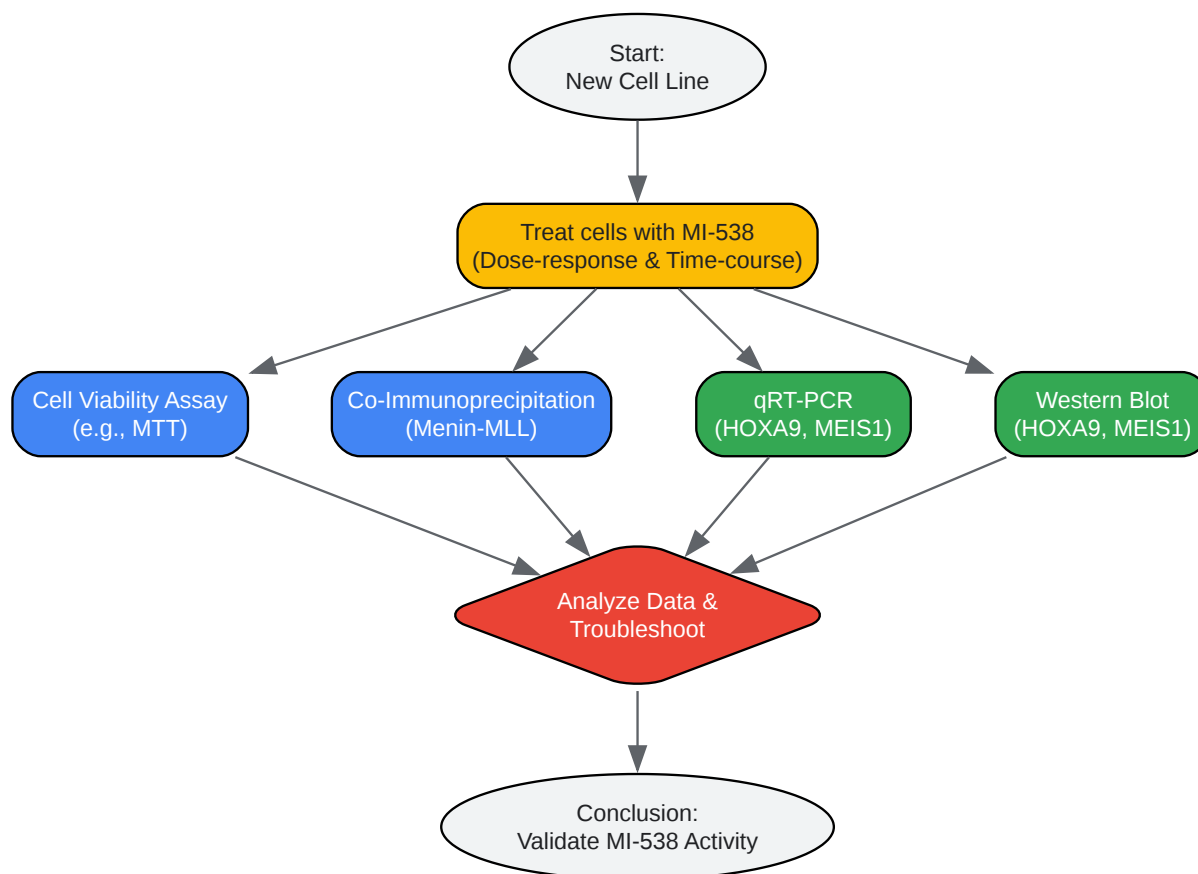 Start:
New Cell Line
Treat cells with MI-538
(Dose-response & Time-course)
Cell Viability Assay
(e.g., MTT)
Co-Immunoprecipitation
(Menin-MLL)
qRT-PCR
(HOXA9, MEIS1)
Western Blot
(HOXA9, MEIS1)
Analyze Data &
Troubleshoot
Conclusion:
Validate MI-538 Activity